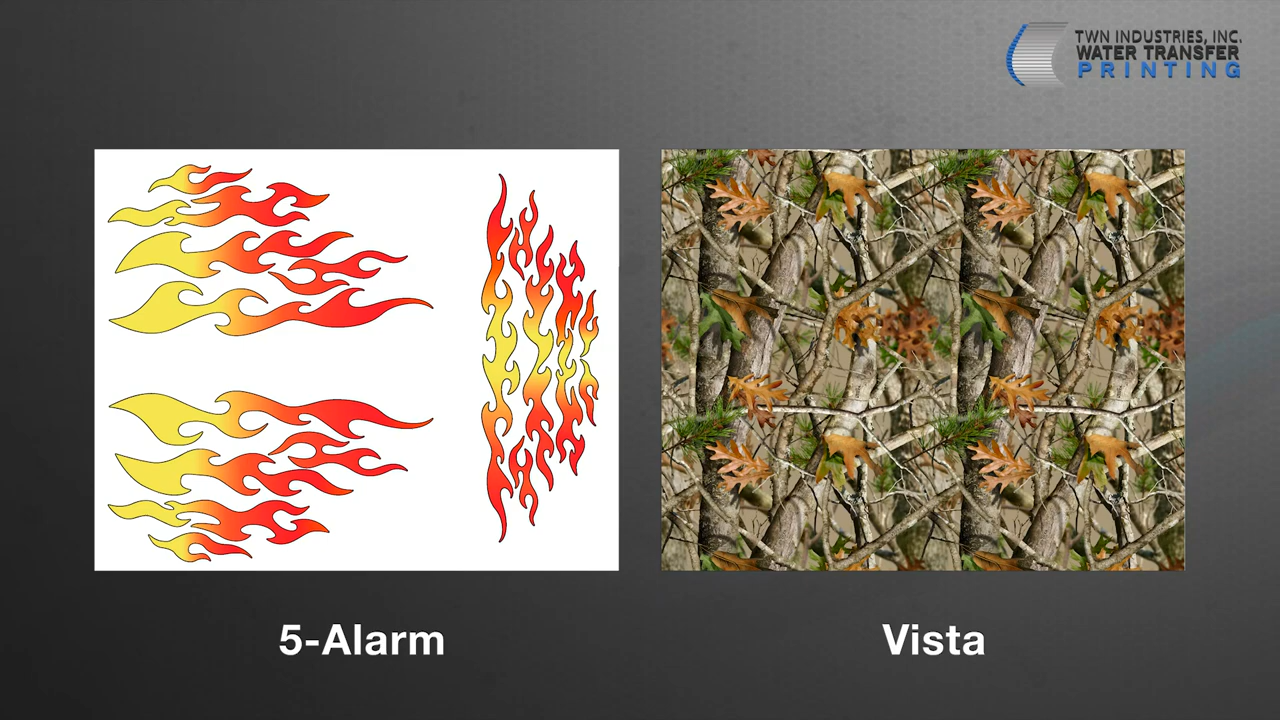 TWN INDUSTRIES, INC.
WATER TRANSFER
PRINTING
5-Alarm
Vista